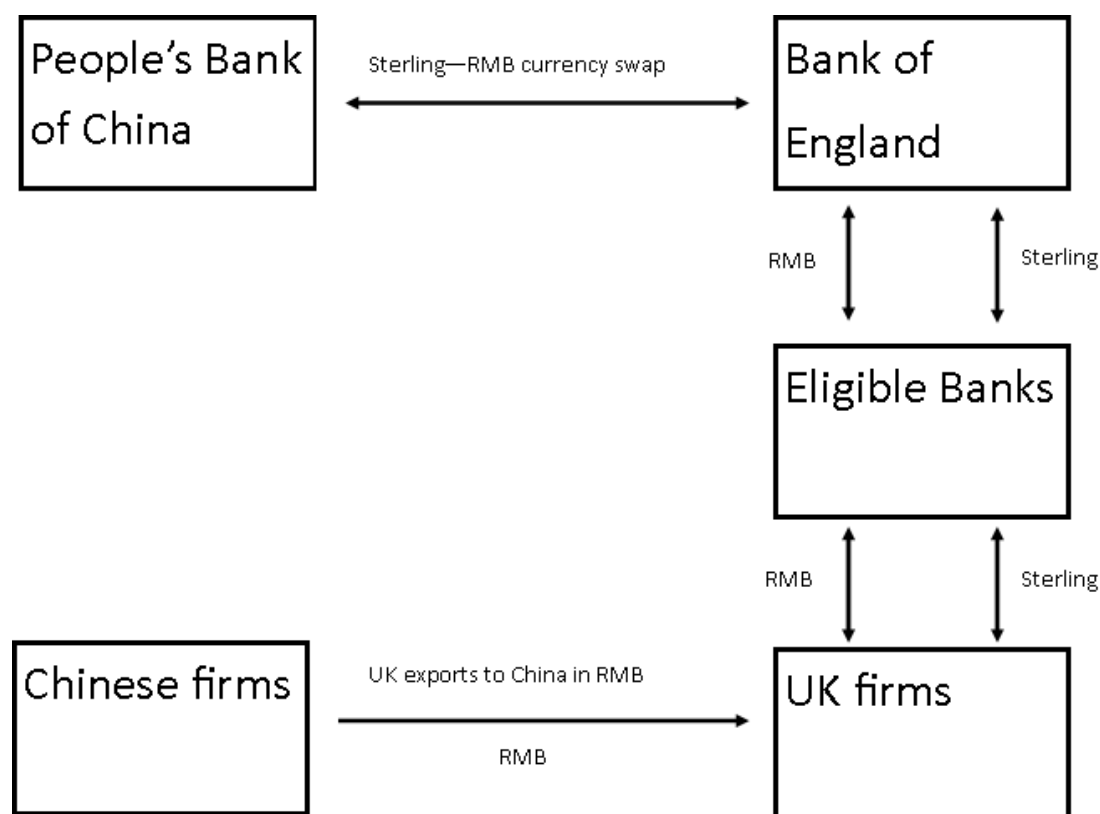 People's Bank
of China
Sterling—RMB currency swap
Bank of
England
RMB
Sterling
Eligible Banks
RMB
Sterling
Chinese firms
UK exports to China in RMB
RMB
UK firms